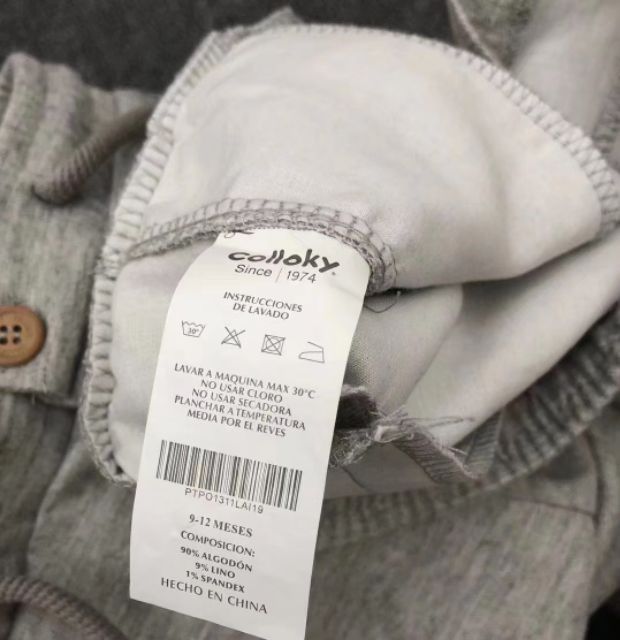 colloky
Since | 1974
INSTRUCCIONES
DE LAVADO
30°
LAVAR A MAQUINA MAX 30°C
NO USAR CLORO
NO USAR SECADORA
PLANCHAR A TEMPERATURA
MEDIA POR EL REVES
PTPO1311LAI19
9-12 MESES
COMPOSICION:
90% ALGODÓN
9% LINO
1% SPANDEX
HECHO EN CHINA